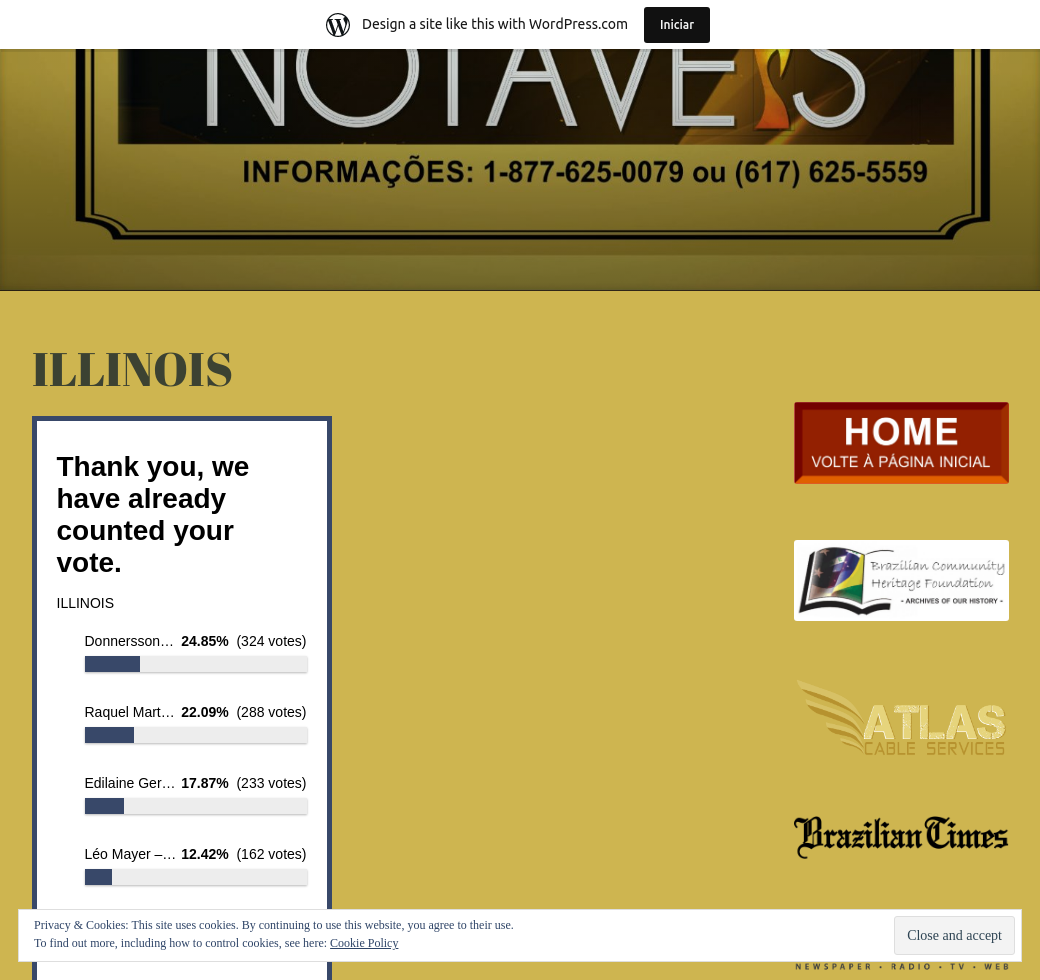 Design a site like this with WordPress.com
Iniciar
NOTÁVEIS
INFORMAÇÕES: 1-877-625-0079 ou (617) 625-5559
ILLINOIS
HOME
VOLTE À PÁGINA INICIAL
Thank you, we
have already
counted your
vote.
ILLINOIS
Donnersson… 24.85% (324 votes)
Raquel Mart… 22.09% (288 votes)
Edilaine Ger… 17.87% (233 votes)
Léo Mayer –… 12.42% (162 votes)
Brazilian Community
Heritage Foundation
- ARCHIVES OF OUR HISTORY -
ATLAS
CABLE SERVICES
Brazilian Times
Privacy & Cookies: This site uses cookies. By continuing to use this website, you agree to their use.
To find out more, including how to control cookies, see here: Cookie Policy
Close and accept
NEWSPAPER • RADIO • TV • WEB